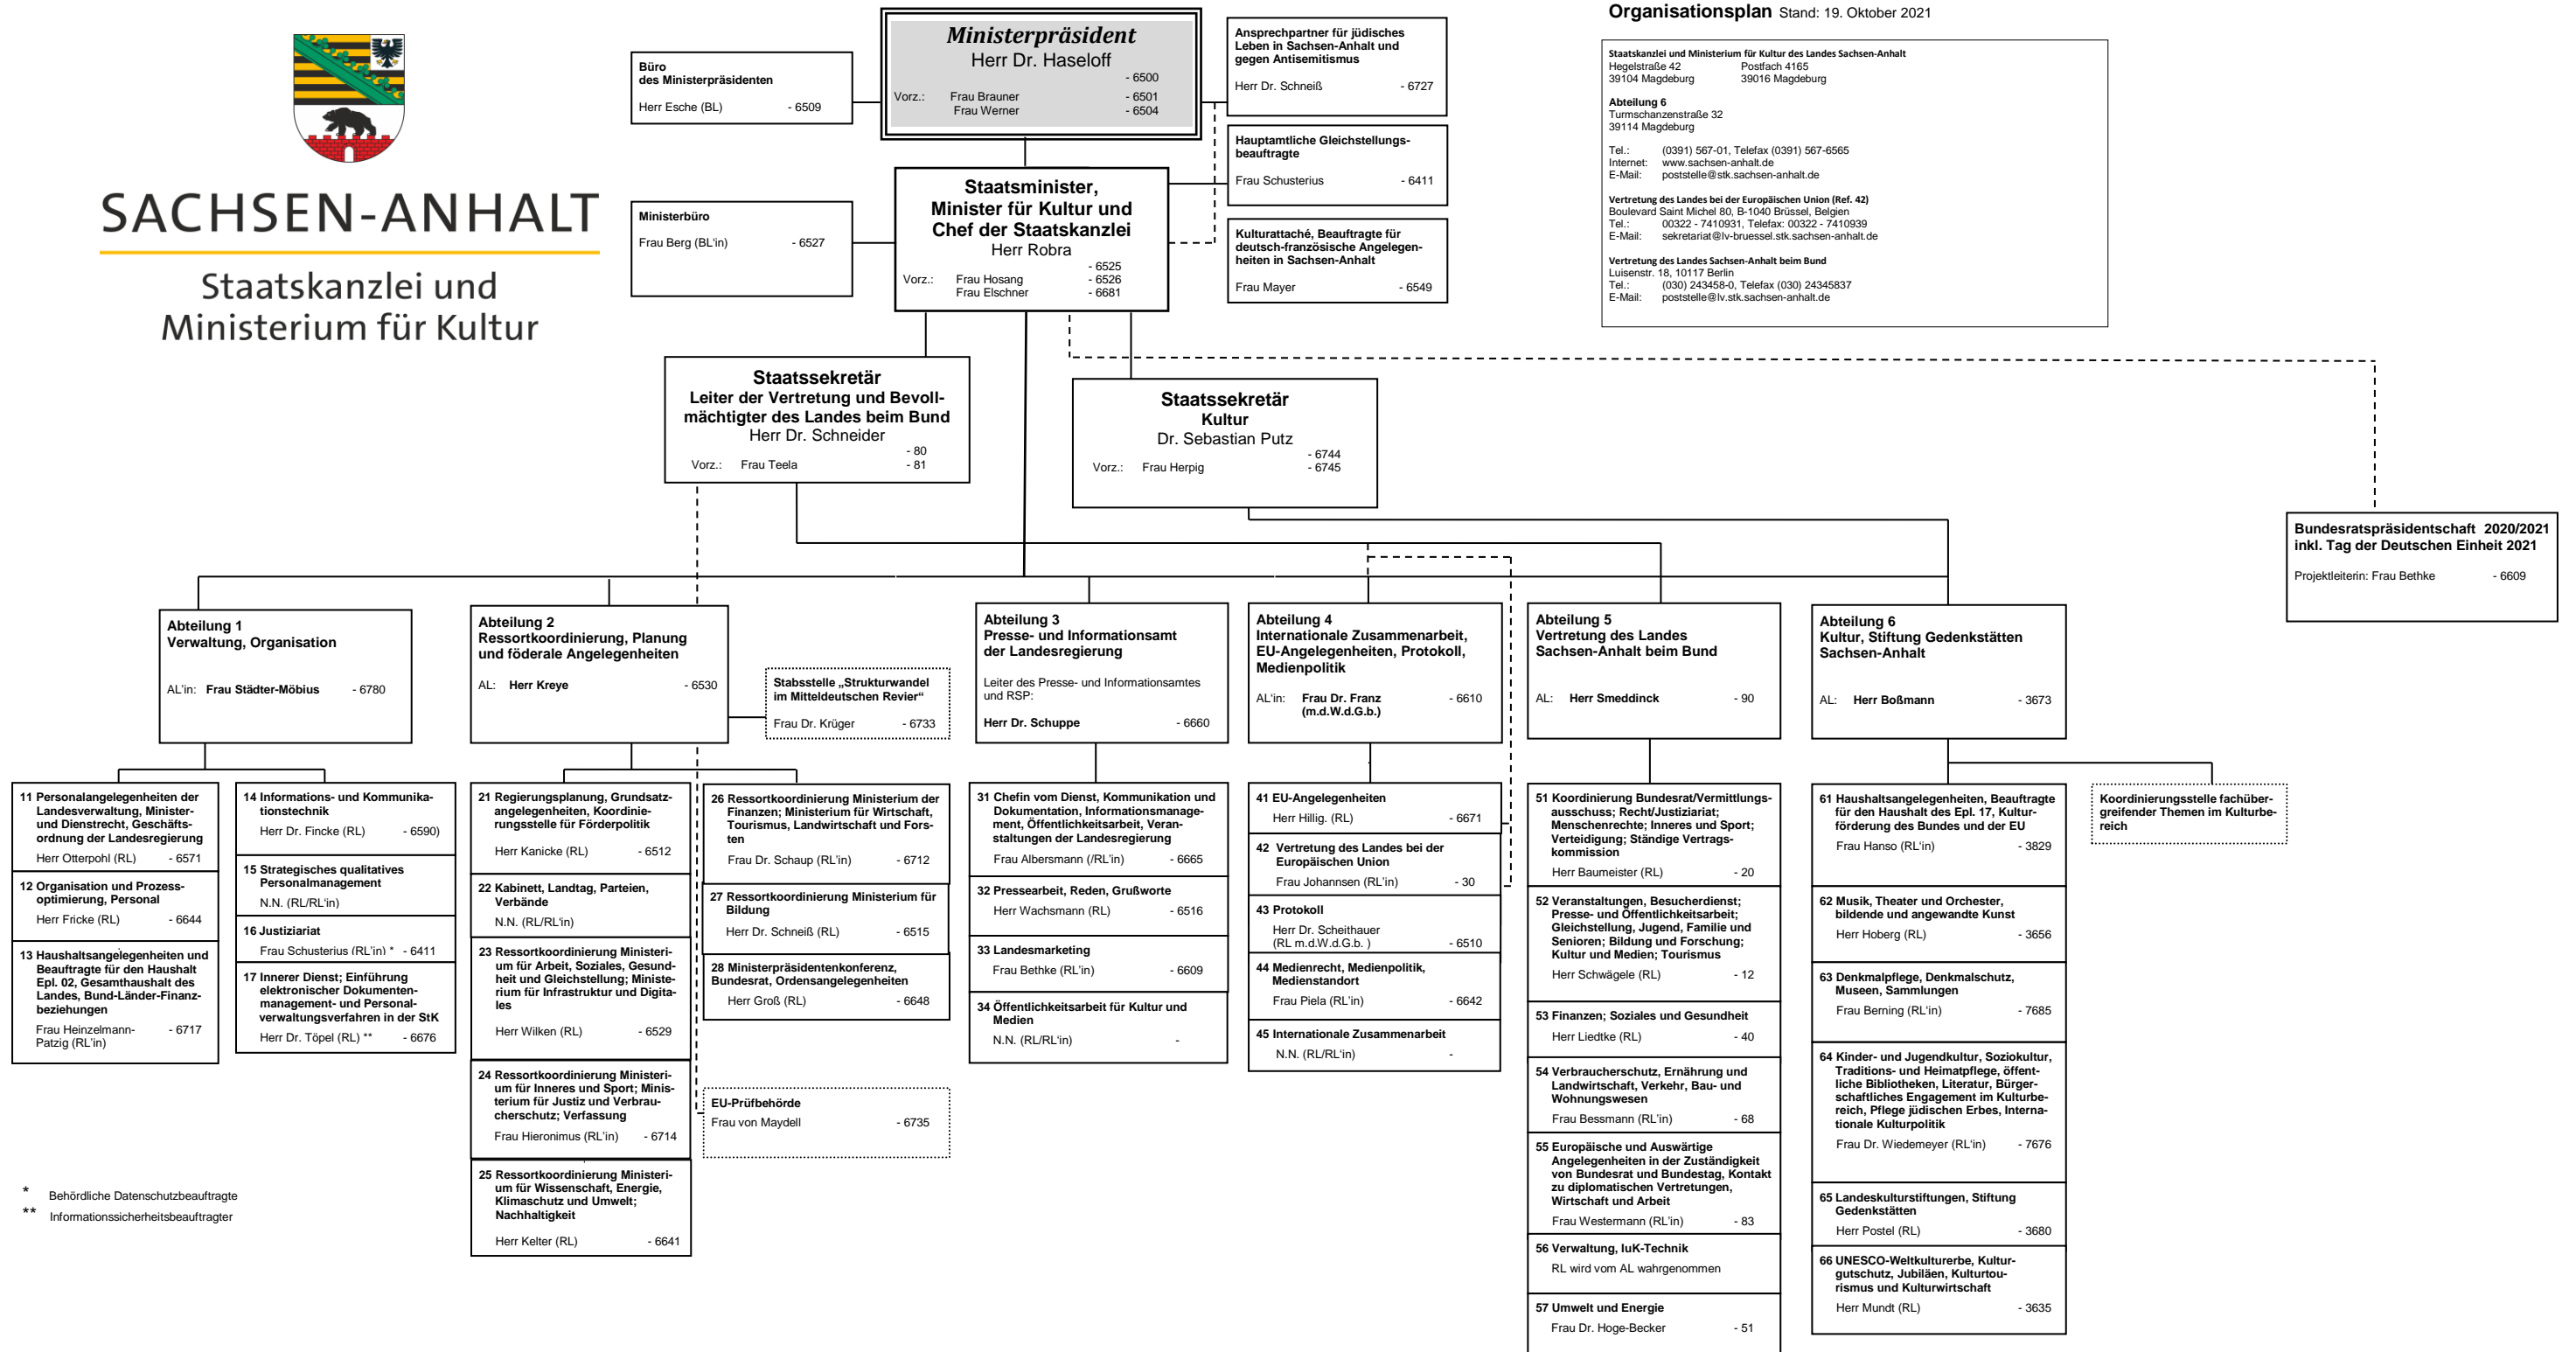 SACHSEN-ANHALT
Staatskanzlei und
Ministerium für Kultur
Büro
des Ministerpräsidenten
Herr Esche (BL) - 6509
Ministerpräsident
Herr Dr. Haseloff
- 6500
Vorz.: Frau Brauner - 6501
Frau Werner - 6504
Ansprechpartner für jüdisches
Leben in Sachsen-Anhalt und
gegen Antisemitismus
Herr Dr. Schneiß - 6727
Hauptamtliche Gleichstellungs-
beauftragte
Frau Schusterius - 6411
Ministerbüro
Frau Berg (BL'in) - 6527
Staatsminister,
Minister für Kultur und
Chef der Staatskanzlei
Herr Robra
- 6525
Vorz.: Frau Hosang - 6526
Frau Elschner - 6681
Kulturattaché, Beauftragte für
deutsch-französische Angelegen-
heiten in Sachsen-Anhalt
Frau Mayer - 6549
Organisationsplan Stand: 19. Oktober 2021
Staatskanzlei und Ministerium für Kultur des Landes Sachsen-Anhalt
Hegelstraße 42 Postfach 4165
39104 Magdeburg 39016 Magdeburg
Abteilung 6
Turmschanzenstraße 32
39114 Magdeburg
Tel.: (0391) 567-01, Telefax (0391) 567-6565
Internet: www.sachsen-anhalt.de
E-Mail: poststelle@stk.sachsen-anhalt.de
Vertretung des Landes bei der Europäischen Union (Ref. 42)
Boulevard Saint Michel 80, B-1040 Brüssel, Belgien
Tel.: 00322 - 7410931, Telefax: 00322 - 7410939
E-Mail: sekretariat@lv-bruessel.stk.sachsen-anhalt.de
Vertretung des Landes Sachsen-Anhalt beim Bund
Luisenstr. 18, 10117 Berlin
Tel.: (030) 243458-0, Telefax (030) 24345837
E-Mail: poststelle@lv.stk.sachsen-anhalt.de
Staatssekretär
Leiter der Vertretung und Bevoll-
mächtigter des Landes beim Bund
Herr Dr. Schneider
- 80
Vorz.: Frau Teela - 81
Staatssekretär
Kultur
Dr. Sebastian Putz
- 6744
Vorz.: Frau Herpig - 6745
Bundesratspräsidentschaft 2020/2021
inkl. Tag der Deutschen Einheit 2021
Projektleiterin: Frau Bethke - 6609
Abteilung 1
Verwaltung, Organisation
AL'in: Frau Städter-Möbius - 6780
Abteilung 2
Ressortkoordinierung, Planung
und föderale Angelegenheiten
AL: Herr Kreye - 6530
Stabsstelle „Strukturwandel
im Mitteldeutschen Revier“
Frau Dr. Krüger - 6733
Abteilung 3
Presse- und Informationsamt
der Landesregierung
Leiter des Presse- und Informationsamtes
und RSP:
Herr Dr. Schuppe - 6660
Abteilung 4
Internationale Zusammenarbeit,
EU-Angelegenheiten, Protokoll,
Medienpolitik
AL'in: Frau Dr. Franz - 6610
(m.d.W.d.G.b.)
Abteilung 5
Vertretung des Landes
Sachsen-Anhalt beim Bund
AL: Herr Smeddinck - 90
Abteilung 6
Kultur, Stiftung Gedenkstätten
Sachsen-Anhalt
AL: Herr Boßmann - 3673
11 Personalangelegenheiten der
Landesverwaltung, Minister-
und Dienstrecht, Geschäfts-
ordnung der Landesregierung
Herr Otterpohl (RL) - 6571
12 Organisation und Prozess-
optimierung, Personal
Herr Fricke (RL) - 6644
13 Haushaltsangelegenheiten und
Beauftragte für den Haushalt
Epl. 02, Gesamthaushalt des
Landes, Bund-Länder-Finanz-
beziehungen
Frau Heinzelmann- - 6717
Patzig (RL'in)
14 Informations- und Kommunika-
tionstechnik
Herr Dr. Fincke (RL) - 6590)
15 Strategisches qualitatives
Personalmanagement
N.N. (RL/RL'in)
16 Justiziariat
Frau Schusterius (RL'in) * - 6411
17 Innerer Dienst; Einführung
elektronischer Dokumenten-
management- und Personal-
verwaltungsverfahren in der StK
Herr Dr. Töpel (RL) ** - 6676
21 Regierungsplanung, Grundsatz-
angelegenheiten, Koordinie-
rungsstelle für Förderpolitik
Herr Kanicke (RL) - 6512
22 Kabinett, Landtag, Parteien,
Verbände
N.N. (RL/RL'in)
23 Ressortkoordinierung Ministeri-
um für Arbeit, Soziales, Gesund-
heit und Gleichstellung; Ministe-
rium für Infrastruktur und Digita-
les
Herr Wilken (RL) - 6529
24 Ressortkoordinierung Ministeri-
um für Inneres und Sport; Minis-
terium für Justiz und Verbrau-
cherschutz; Verfassung
Frau Hieronimus (RL'in) - 6714
25 Ressortkoordinierung Ministeri-
um für Wissenschaft, Energie,
Klimaschutz und Umwelt;
Nachhaltigkeit
Herr Kelter (RL) - 6641
26 Ressortkoordinierung Ministerium der
Finanzen; Ministerium für Wirtschaft,
Tourismus, Landwirtschaft und Fors-
ten
Frau Dr. Schaup (RL'in) - 6712
27 Ressortkoordinierung Ministerium für
Bildung
Herr Dr. Schneiß (RL) - 6515
28 Ministerpräsidentenkonferenz,
Bundesrat, Ordensangelegenheiten
Herr Groß (RL) - 6648
EU-Prüfbehörde
Frau von Maydell - 6735
31 Chefin vom Dienst, Kommunikation und
Dokumentation, Informationsmanage-
ment, Öffentlichkeitsarbeit, Veran-
staltungen der Landesregierung
Frau Albersmann (/RL'in) - 6665
32 Pressearbeit, Reden, Grußworte
Herr Wachsmann (RL) - 6516
33 Landesmarketing
Frau Bethke (RL'in) - 6609
34 Öffentlichkeitsarbeit für Kultur und
Medien
N.N. (RL/RL'in) -
41 EU-Angelegenheiten
Herr Hillig. (RL) - 6671
42 Vertretung des Landes bei der
Europäischen Union
Frau Johannsen (RL'in) - 30
43 Protokoll
Herr Dr. Scheithauer
(RL m.d.W.d.G.b. ) - 6510
44 Medienrecht, Medienpolitik,
Medienstandort
Frau Piela (RL'in) - 6642
45 Internationale Zusammenarbeit
N.N. (RL/RL'in) -
51 Koordinierung Bundesrat/Vermittlungs-
ausschuss; Recht/Justiziariat;
Menschenrechte; Inneres und Sport;
Verteidigung; Ständige Vertrags-
kommission
Herr Baumeister (RL) - 20
52 Veranstaltungen, Besucherdienst;
Presse- und Öffentlichkeitsarbeit;
Gleichstellung, Jugend, Familie und
Senioren; Bildung und Forschung;
Kultur und Medien; Tourismus
Herr Schwägele (RL) - 12
53 Finanzen; Soziales und Gesundheit
Herr Liedtke (RL) - 40
54 Verbraucherschutz, Ernährung und
Landwirtschaft, Verkehr, Bau- und
Wohnungswesen
Frau Bessmann (RL'in) - 68
55 Europäische und Auswärtige
Angelegenheiten in der Zuständigkeit
von Bundesrat und Bundestag, Kontakt
zu diplomatischen Vertretungen,
Wirtschaft und Arbeit
Frau Westermann (RL'in) - 83
56 Verwaltung, IuK-Technik
RL wird vom AL wahrgenommen
57 Umwelt und Energie
Frau Dr. Hoge-Becker - 51
61 Haushaltsangelegenheiten, Beauftragte
für den Haushalt des Epl. 17, Kultur-
förderung des Bundes und der EU
Frau Hanso (RL'in) - 3829
62 Musik, Theater und Orchester,
bildende und angewandte Kunst
Herr Hoberg (RL) - 3656
63 Denkmalpflege, Denkmalschutz,
Museen, Sammlungen
Frau Berning (RL'in) - 7685
64 Kinder- und Jugendkultur, Soziokultur,
Traditions- und Heimatpflege, öffent-
liche Bibliotheken, Literatur, Bürger-
schaftliches Engagement im Kulturbe-
reich, Pflege jüdischen Erbes, Interna-
tionale Kulturpolitik
Frau Dr. Wiedemeyer (RL'in) - 7676
65 Landeskulturstiftungen, Stiftung
Gedenkstätten
Herr Postel (RL) - 3680
66 UNESCO-Weltkulturerbe, Kultur-
gutschutz, Jubiläen, Kulturtou-
rismus und Kulturwirtschaft
Herr Mundt (RL) - 3635
Koordinierungsstelle fachüber-
greifender Themen im Kulturbe-
reich
* Behördliche Datenschutzbeauftragte
** Informationssicherheitsbeauftragter